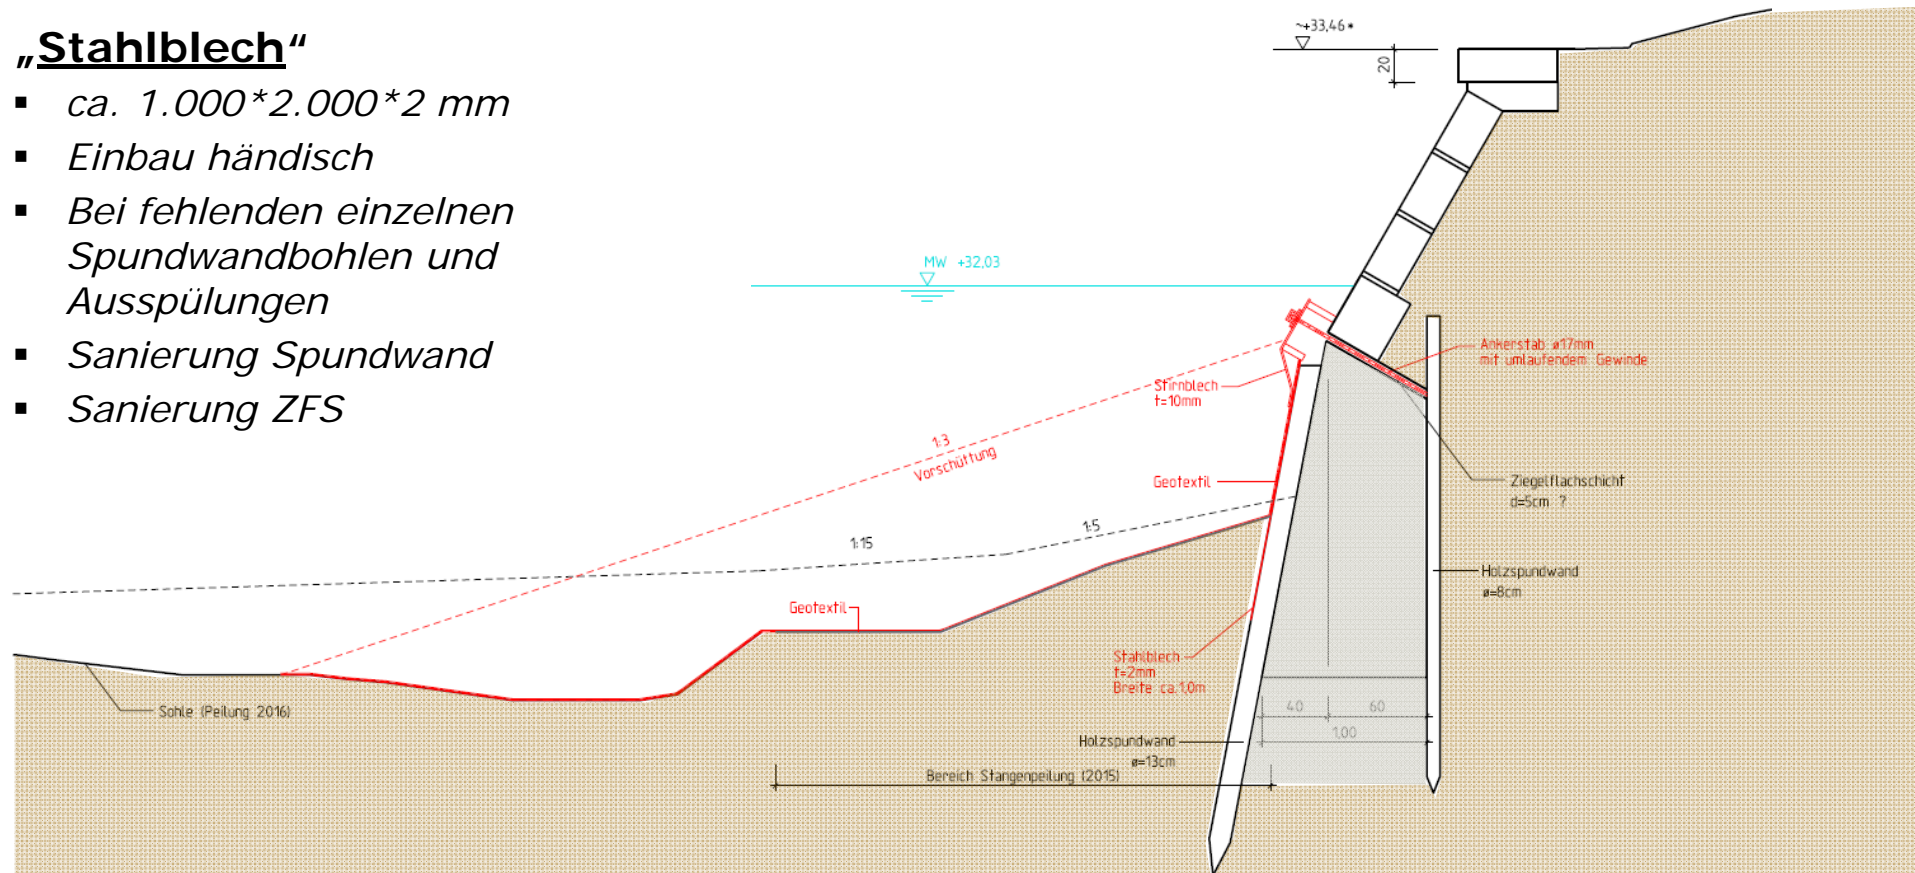 „Stahlblech“
▪ ca. 1.000*2.000*2 mm
▪ Einbau händisch
▪ Bei fehlenden einzelnen
Spundwandbohlen und
Ausspülungen
▪ Sanierung Spundwand
▪ Sanierung ZFS
~+33,46*
20
MW +32,03
Ankerstab ø17mm
mit umlaufendem Gewinde
Stirnblech
t=10mm
1:3
Vorschüttung
Geotextil
Ziegelflachschicht
d=5cm ?
1:5
1:15
Holzspundwand
ø=8cm
Geotextil
Stahlblech
t=2mm
Breite ca.1,0m
Sohle (Peilung 2016)
40
60
1,00
Holzspundwand
ø=13cm
Bereich Stangenpeilung (2015)